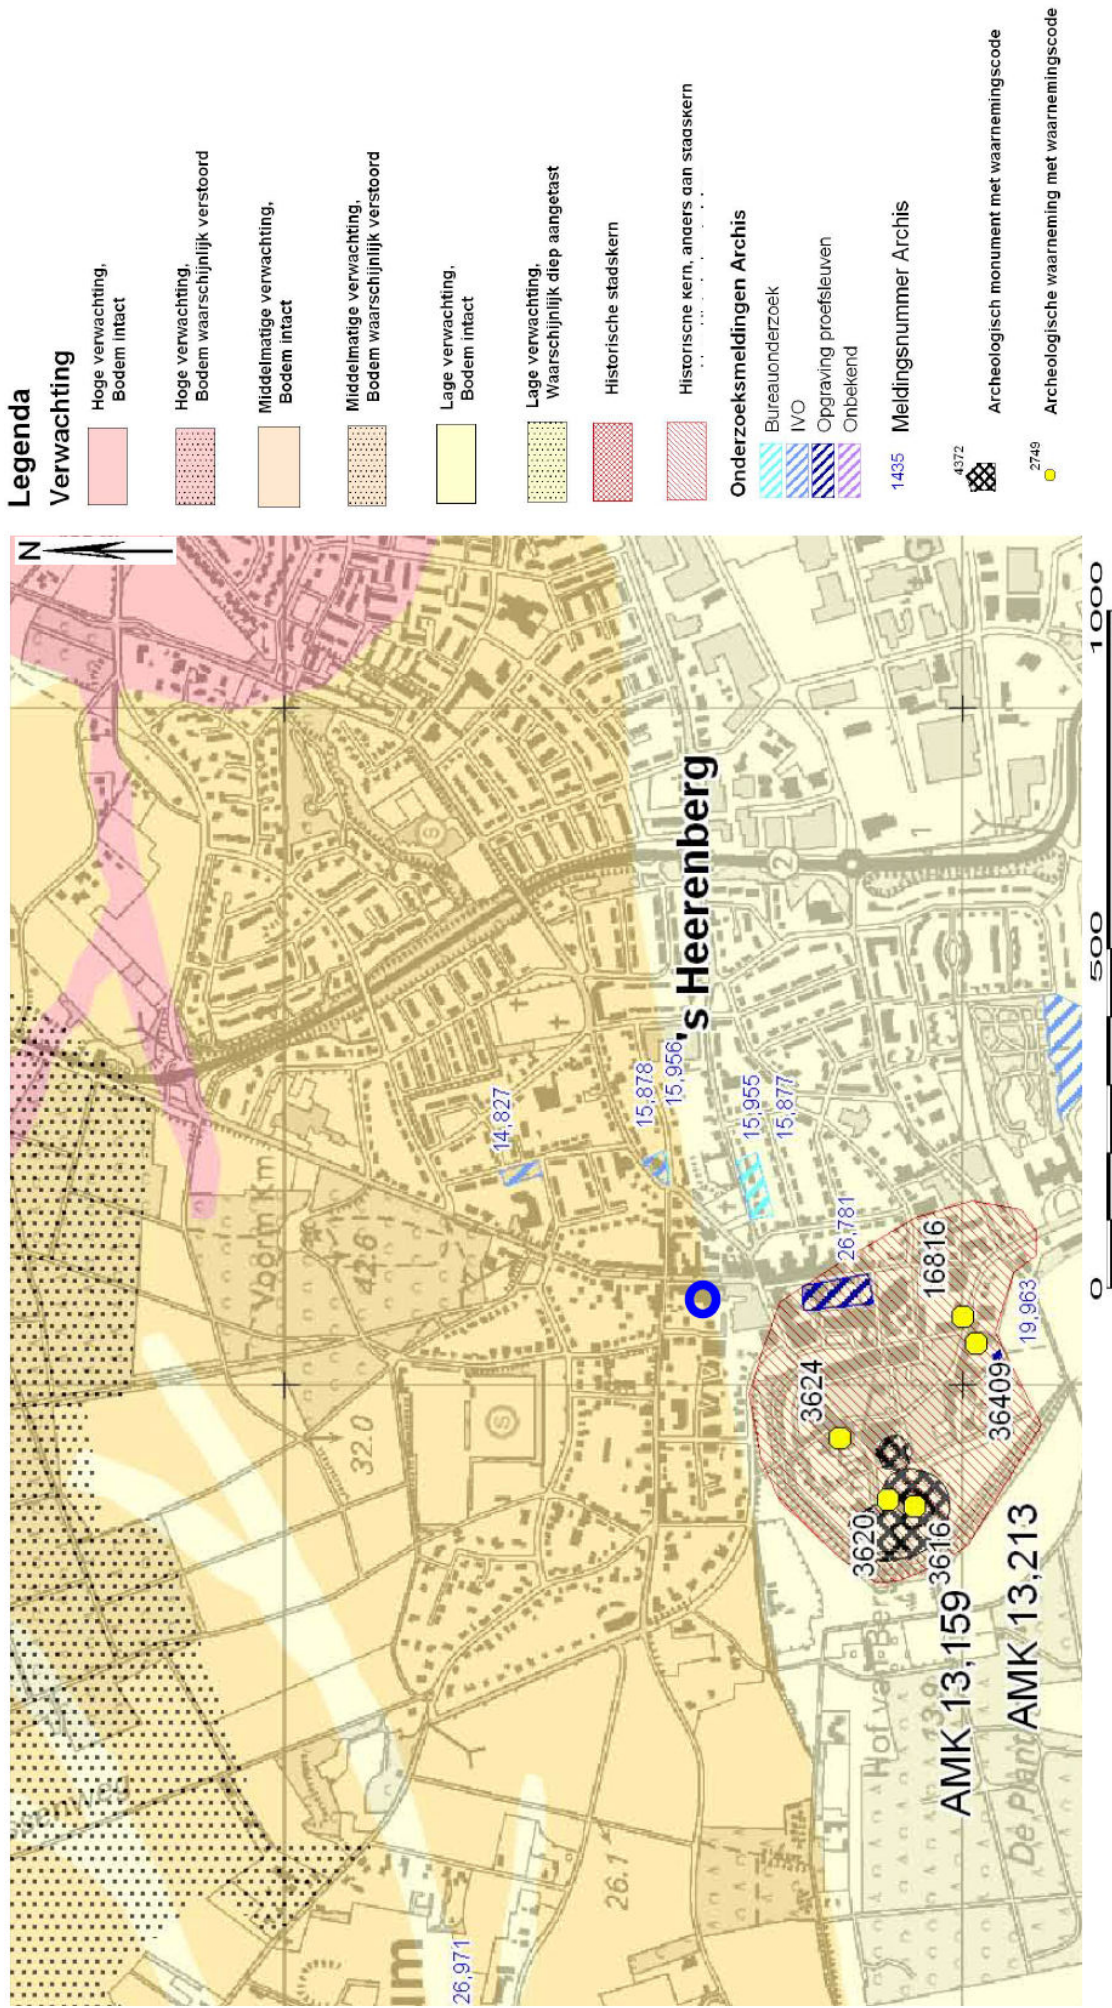 Legenda
Verwachting
Hoge verwachting,
Bodem intact
Hoge verwachting,
Bodem waarschijnlijk verstoord
Middelmatige verwachting,
Bodem intact
Middelmatige verwachting,
Bodem waarschijnlijk verstoord
Lage verwachting,
Bodem intact
Lage verwachting,
Waarschijnlijk diep aangetast
Historische stadskern
Historische kern, anders dan stadskern
Onderzoeksmeldingen Archis
Bureauonderzoek
IVO
Opgraving proefsleuven
Onbekend
1435 Meldingsnummer Archis
4372
Archeologisch monument met waarnemingscode
2749
Archeologische waarneming met waarnemingscode
N
42.6
32.0
S
S
14,827
15,878
15,956
's Heerenberg
15,955
15,877
2
26,781
16816
3624
3620
3616
36409
19,963
AMK 13,159
AMK 13,213
Hof van Berg
13.9
De Plant
26.1
26,971
0 500 1000